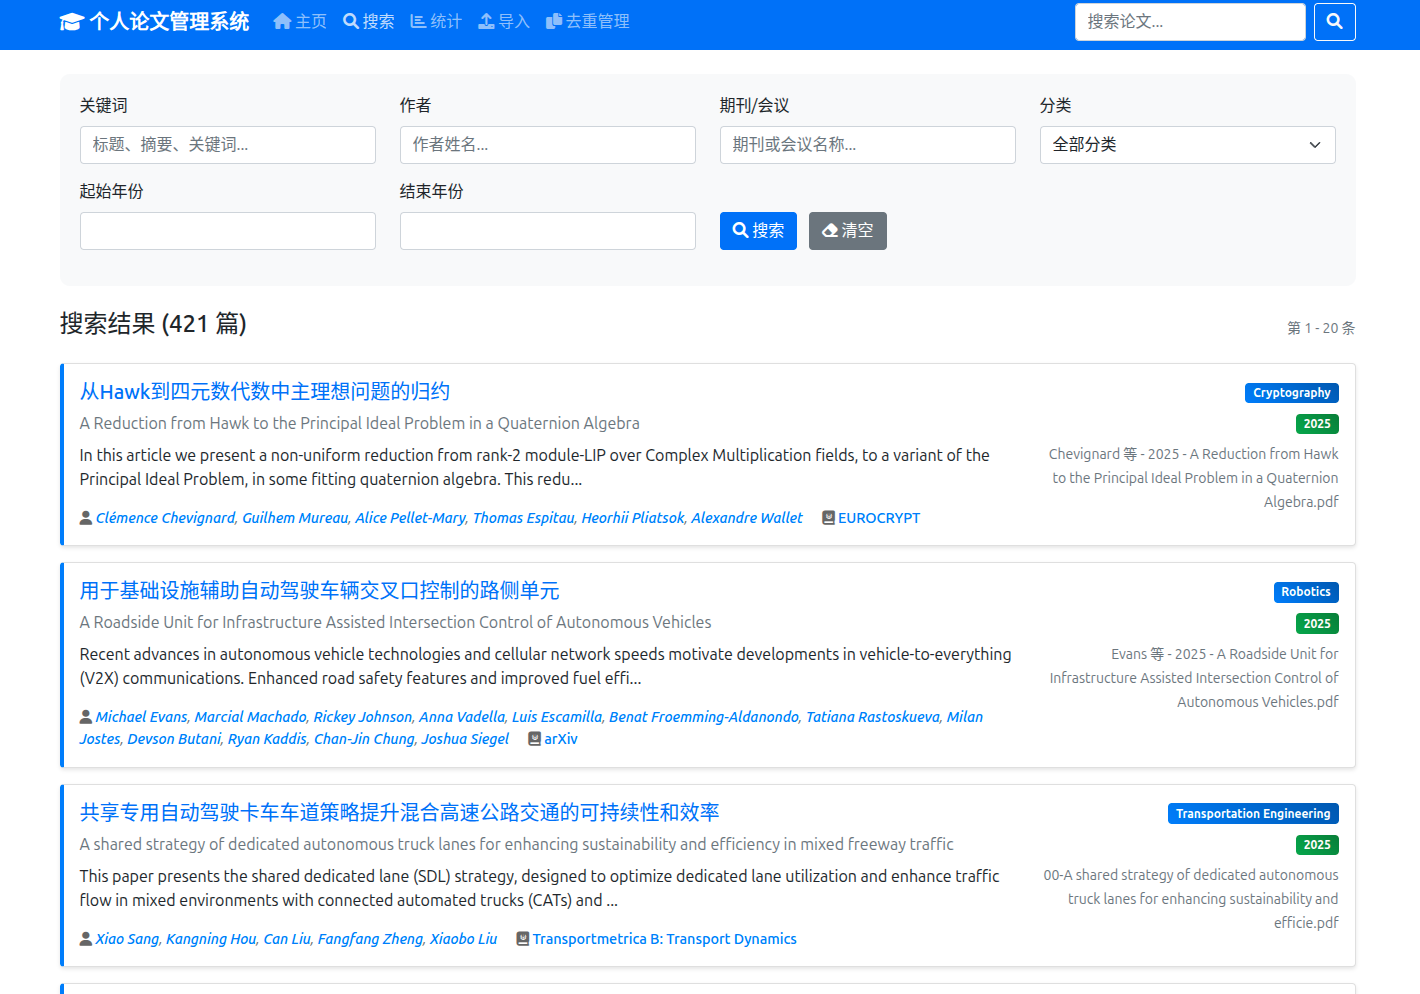 个人论文管理系统 主页 搜索 统计 导入 去重管理 搜索论文...
关键词 作者 期刊/会议 分类
标题、摘要、关键词... 作者姓名... 期刊或会议名称... 全部分类
起始年份 结束年份
搜索 清空
搜索结果 (421 篇) 第 1 - 20 条
从Hawk到四元数代数中主理想问题的归约
A Reduction from Hawk to the Principal Ideal Problem in a Quaternion Algebra
In this article we present a non-uniform reduction from rank-2 module-LIP over Complex Multiplication fields, to a variant of the
Principal Ideal Problem, in some fitting quaternion algebra. This redu...
Clémence Chevignard, Guilhem Mureau, Alice Pellet-Mary, Thomas Espitau, Heorhii Pliatsok, Alexandre Wallet EUROCRYPT
Cryptography
2025
Chevignard 等 - 2025 - A Reduction from Hawk
to the Principal Ideal Problem in a Quaternion
Algebra.pdf
用于基础设施辅助自动驾驶车辆交叉口控制的路侧单元
A Roadside Unit for Infrastructure Assisted Intersection Control of Autonomous Vehicles
Recent advances in autonomous vehicle technologies and cellular network speeds motivate developments in vehicle-to-everything
(V2X) communications. Enhanced road safety features and improved fuel effi...
Michael Evans, Marcial Machado, Rickey Johnson, Anna Vadella, Luis Escamilla, Benat Froemming-Aldanondo, Tatiana Rastoskueva, Milan
Jostes, Devson Butani, Ryan Kaddis, Chan-Jin Chung, Joshua Siegel arXiv
Robotics
2025
Evans 等 - 2025 - A Roadside Unit for
Infrastructure Assisted Intersection Control of
Autonomous Vehicles.pdf
共享专用自动驾驶卡车车道策略提升混合高速公路交通的可持续性和效率
A shared strategy of dedicated autonomous truck lanes for enhancing sustainability and efficiency in mixed freeway traffic
This paper presents the shared dedicated lane (SDL) strategy, designed to optimize dedicated lane utilization and enhance traffic
flow in mixed environments with connected automated trucks (CATs) and ...
Xiao Sang, Kangning Hou, Can Liu, Fangfang Zheng, Xiaobo Liu Transportmetrica B: Transport Dynamics
Transportation Engineering
2025
00-A shared strategy of dedicated autonomous
truck lanes for enhancing sustainability and
efficie.pdf